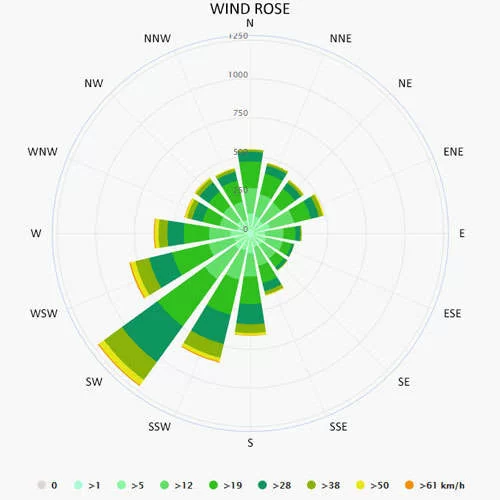 WIND ROSE
N
NNW
NNE
NW
NE
WNW
ENE
W
E
WSW
ESE
SW
SE
SSW
SSE
S
1250
1000
750
500
250
0
0 >1 >5 >12 >19 >28 >38 >50 >61 km/h